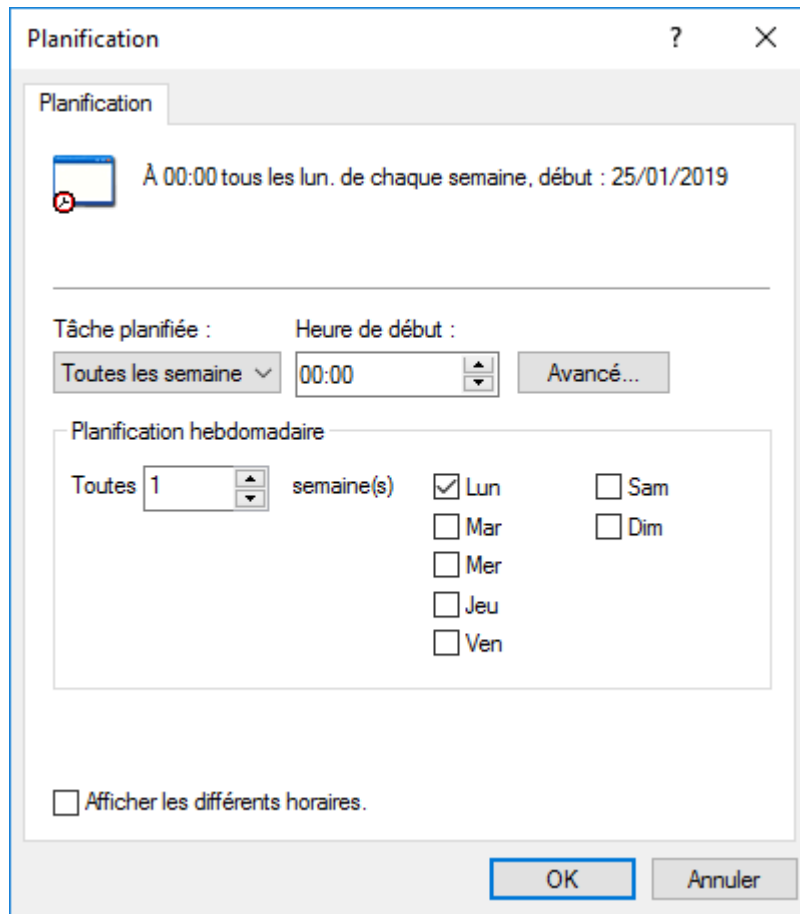 Planification
Planification
À 00:00 tous les lun. de chaque semaine, début : 25/01/2019
Tâche planifiée :
Heure de début :
Toutes les semaine
00:00
Avancé...
Planification hebdomadaire
Toutes 1 semaine(s)
Lun
Mar
Mer
Jeu
Ven
Sam
Dim
Afficher les différents horaires.
OK
Annuler